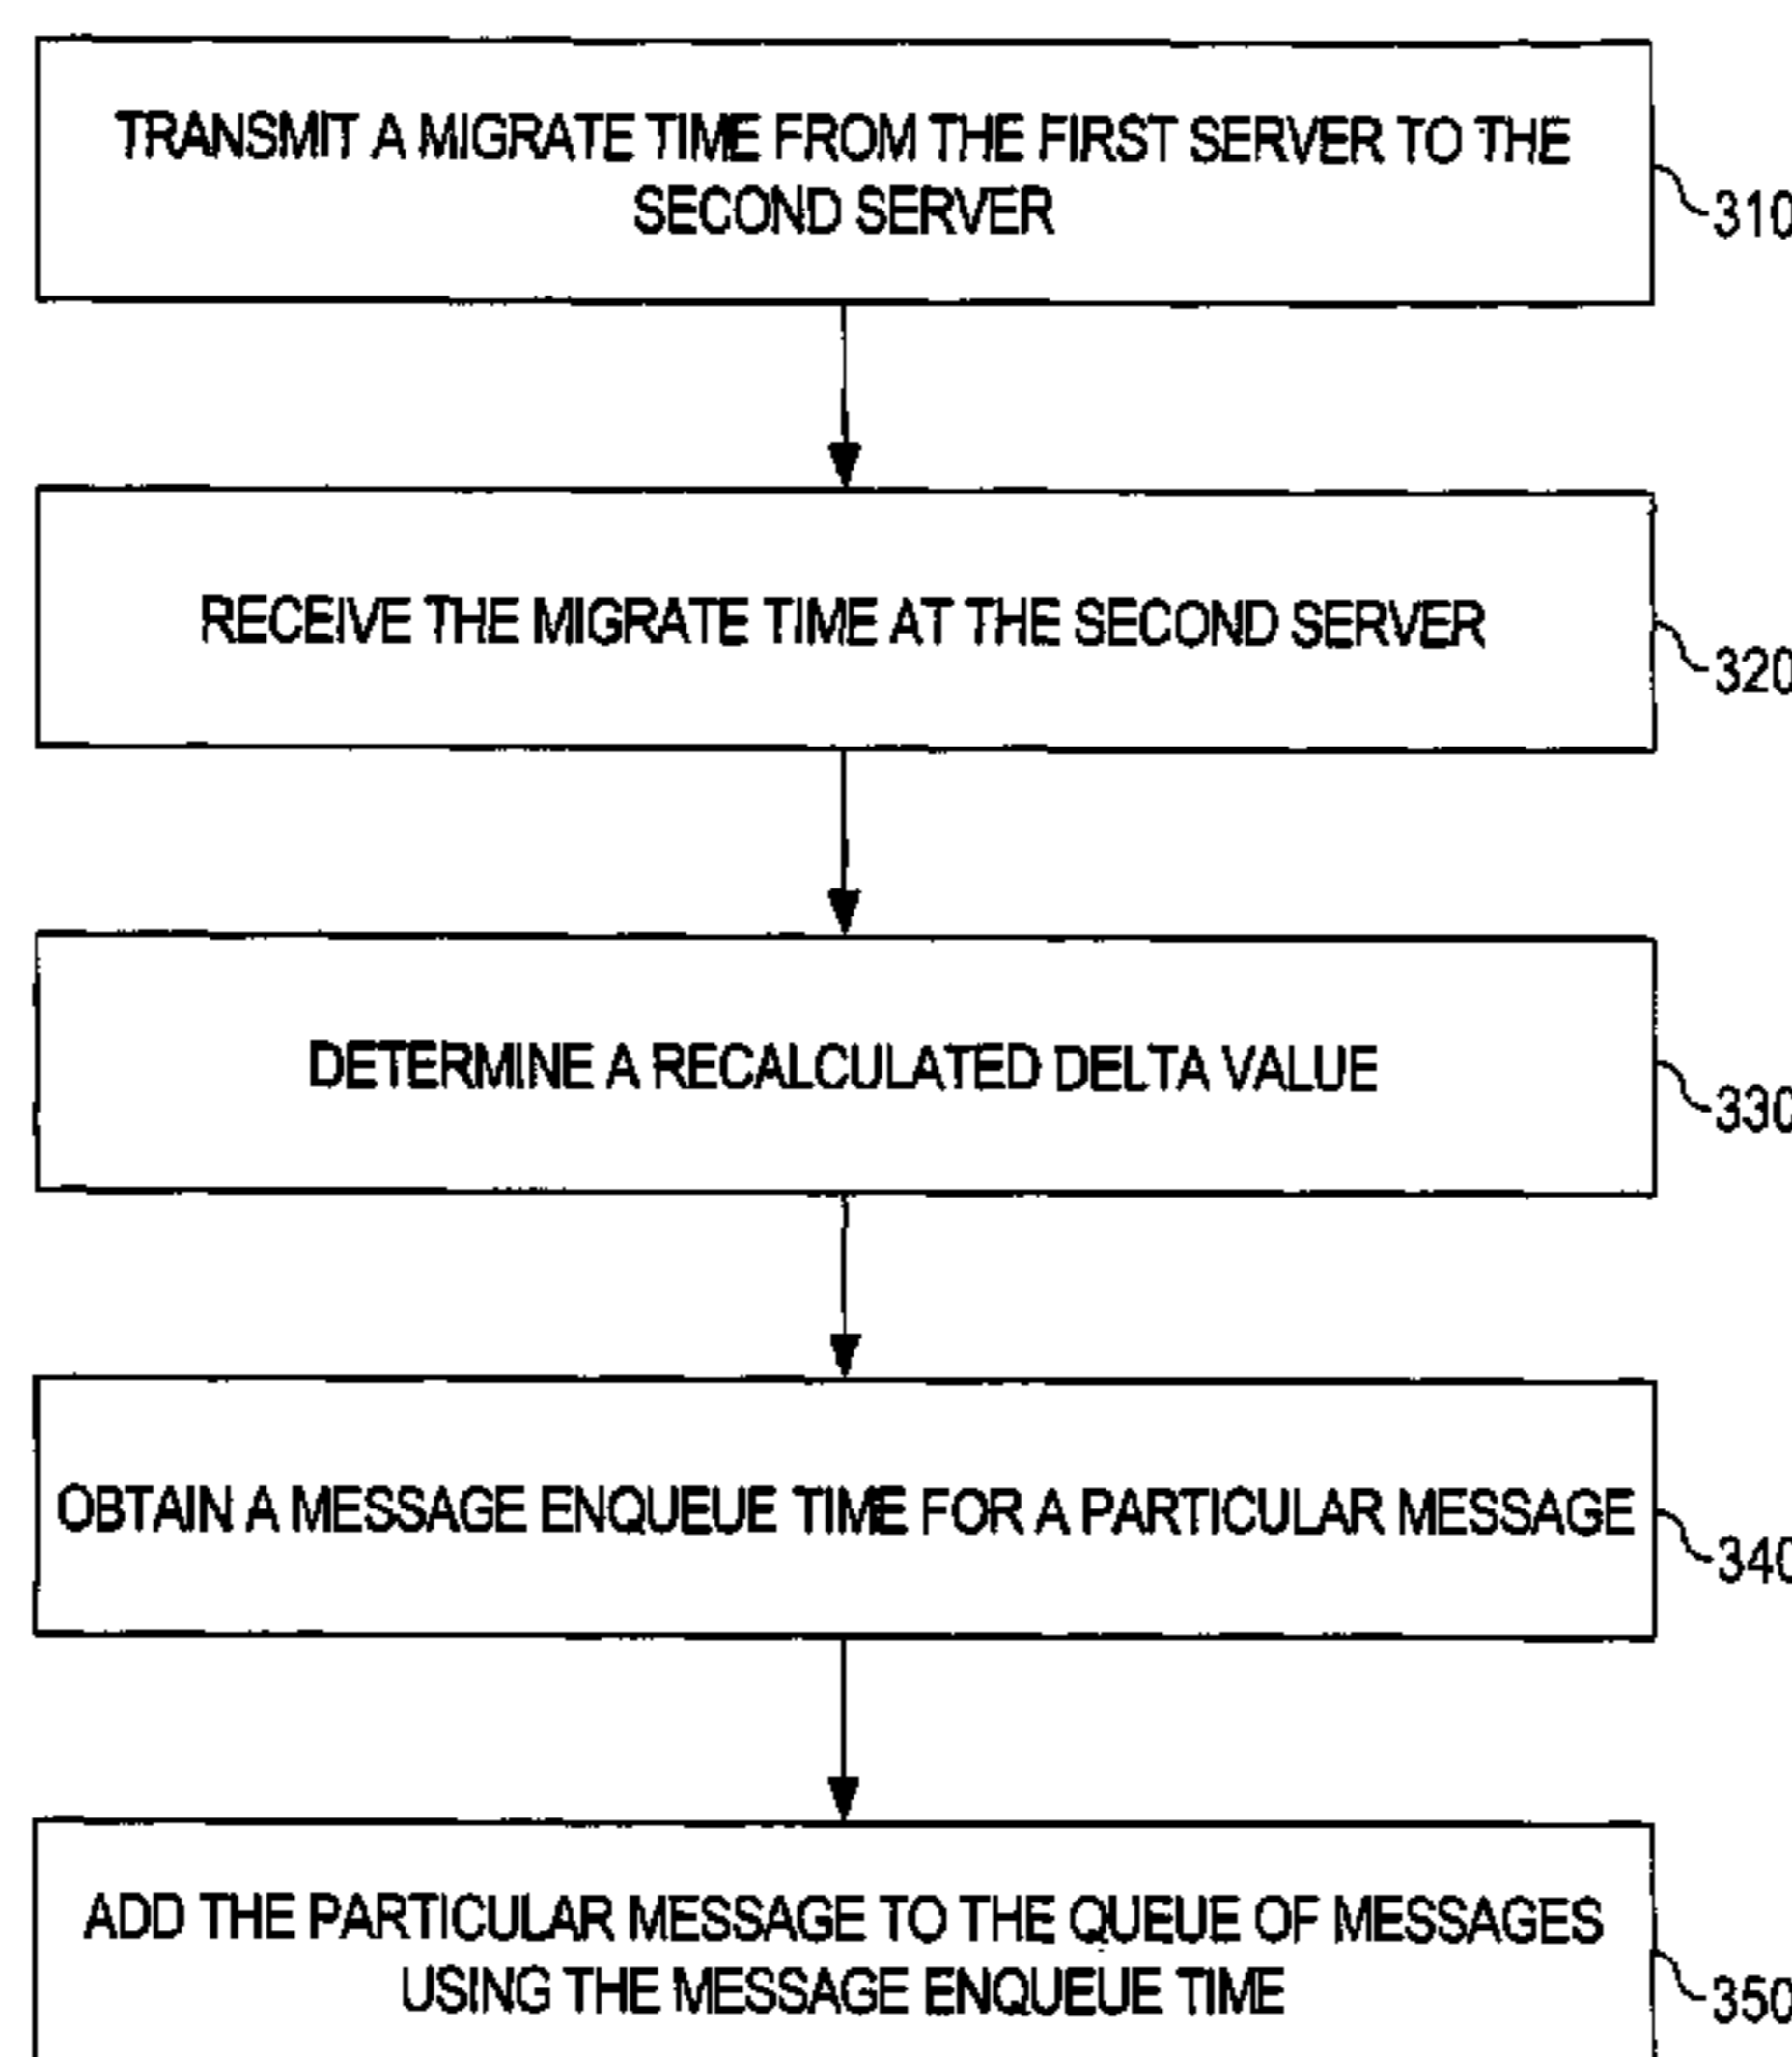 TRANSMIT A MIGRATE TIME FROM THE FIRST SERVER TO THE
SECOND SERVER
310
RECEIVE THE MIGRATE TIME AT THE SECOND SERVER
320
DETERMINE A RECALCULATED DELTA VALUE
330
OBTAIN A MESSAGE ENQUEUE TIME FOR A PARTICULAR MESSAGE
340
ADD THE PARTICULAR MESSAGE TO THE QUEUE OF MESSAGES
USING THE MESSAGE ENQUEUE TIME
350